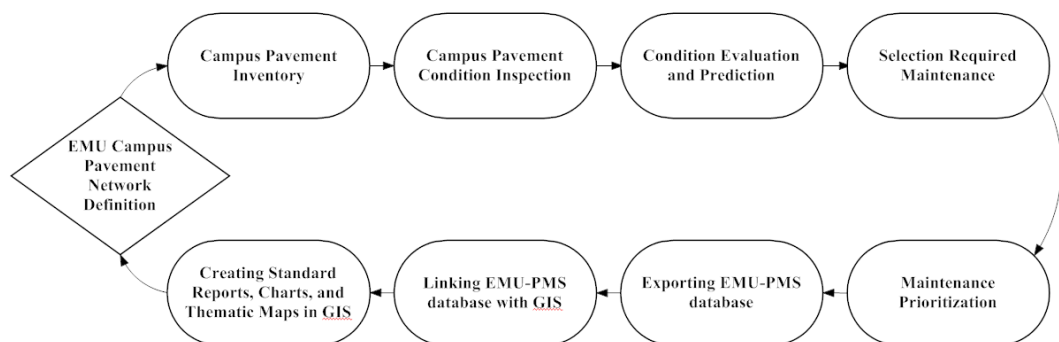 Campus Pavement
Inventory
Campus Pavement
Condition Inspection
Condition Evaluation
and Prediction
Selection Required
Maintenance
EMU Campus
Pavement
Network
Definition
Creating Standard
Reports, Charts, and
Thematic Maps in GIS
Linking EMU-PMS
database with GIS
Exporting EMU-PMS
database
Maintenance
Prioritization